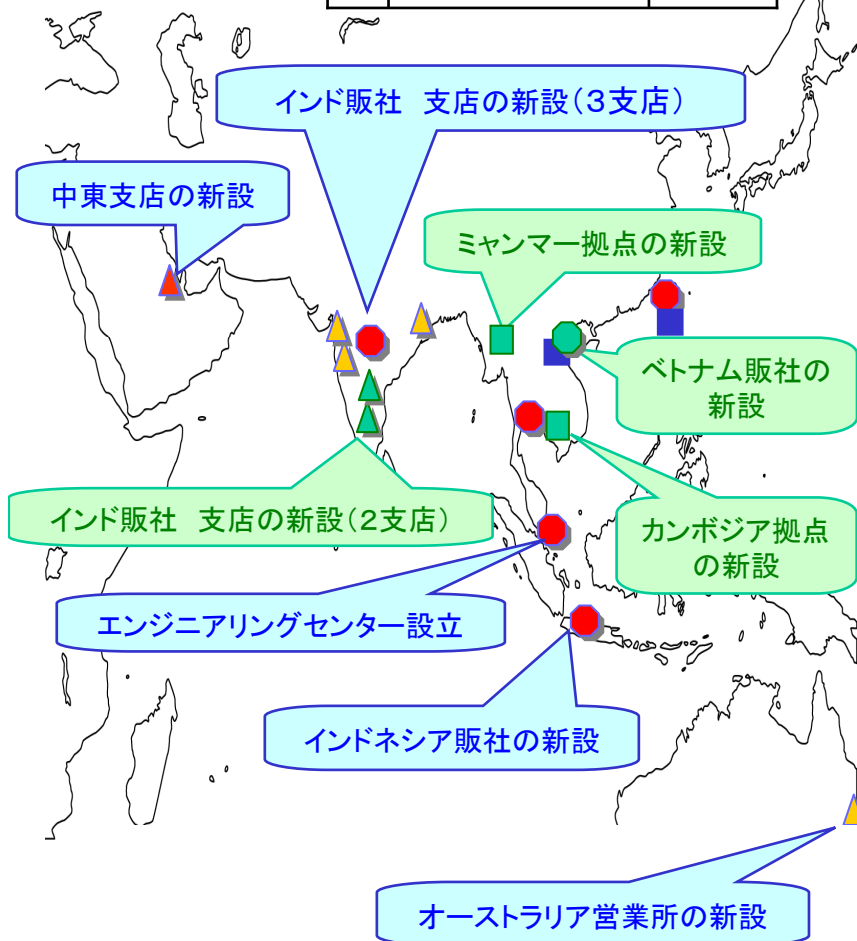 インド販社　支店の新設（３支店）
中東支店の新設
ミャンマー拠点の新設
ベトナム販社の
新設
インド販社　支店の新設（２支店）
カンボジア拠点
の新設
エンジニアリングセンター設立
インドネシア販社の新設
オーストラリア営業所の新設